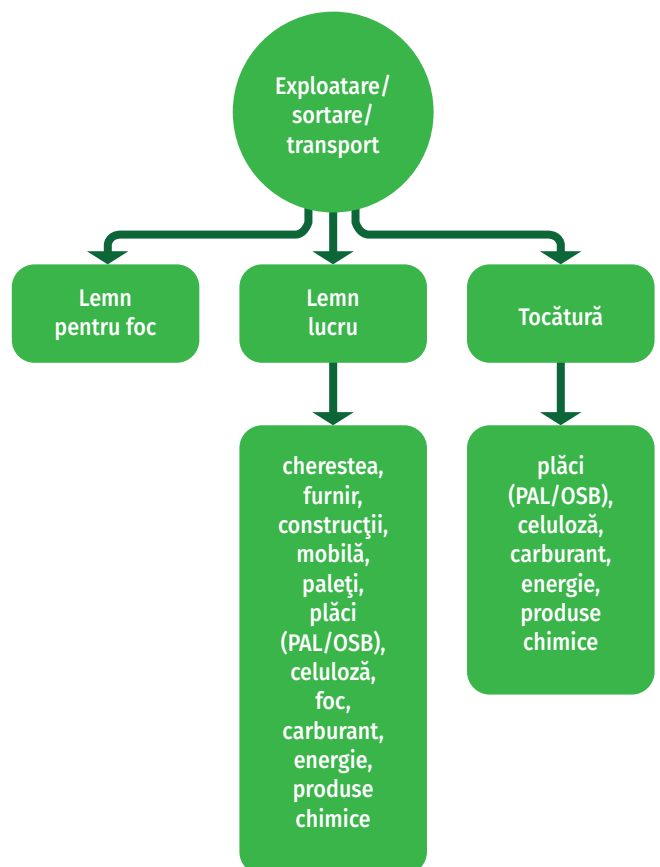 Exploatare/
sortare/
transport
Lemn
pentru foc
Lemn
lucru
Tocătură
cherestea,
furnir,
construcţii,
mobilă,
paleţi,
plăci
(PAL/OSB),
celuloză,
foc,
carburant,
energie,
produse
chimice
plăci
(PAL/OSB),
celuloză,
carburant,
energie,
produse
chimice